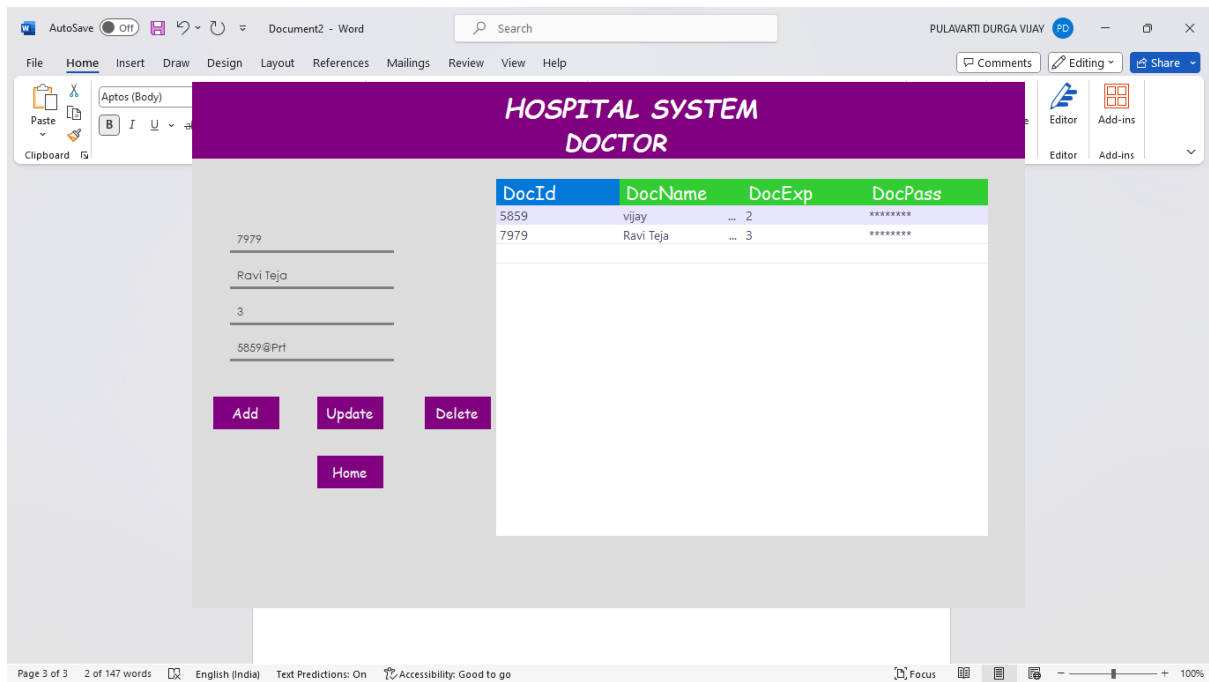 AutoSave Off Document2 - Word Search PULAVARTI DURGA VIJAY PD
File Home Insert Draw Design Layout References Mailings Review View Help Comments Editing Share
Aptos (Body)
Paste
B I U
Editor Add-ins
Clipboard Editor Add-ins
HOSPITAL SYSTEM
DOCTOR
DocId DocName DocExp DocPass
5859 vijay ... 2 ********
7979 Ravi Teja ... 3 ********
7979
Ravi Teja
3
5859@Prt
Add Update Delete
Home
Page 3 of 3 2 of 147 words English (India) Text Predictions: On Accessibility: Good to go Focus 100%